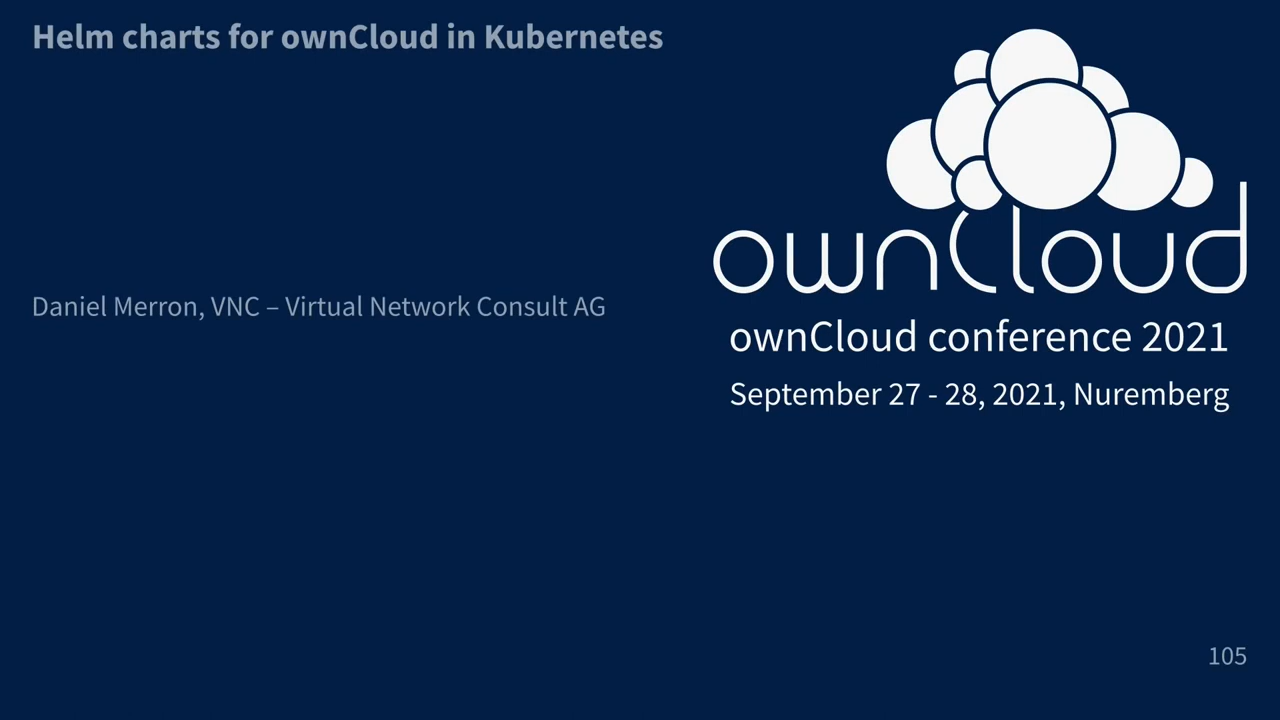 Helm charts for ownCloud in Kubernetes
Daniel Merron, VNC – Virtual Network Consult AG
ownCloud
ownCloud conference 2021
September 27 - 28, 2021, Nuremberg
105